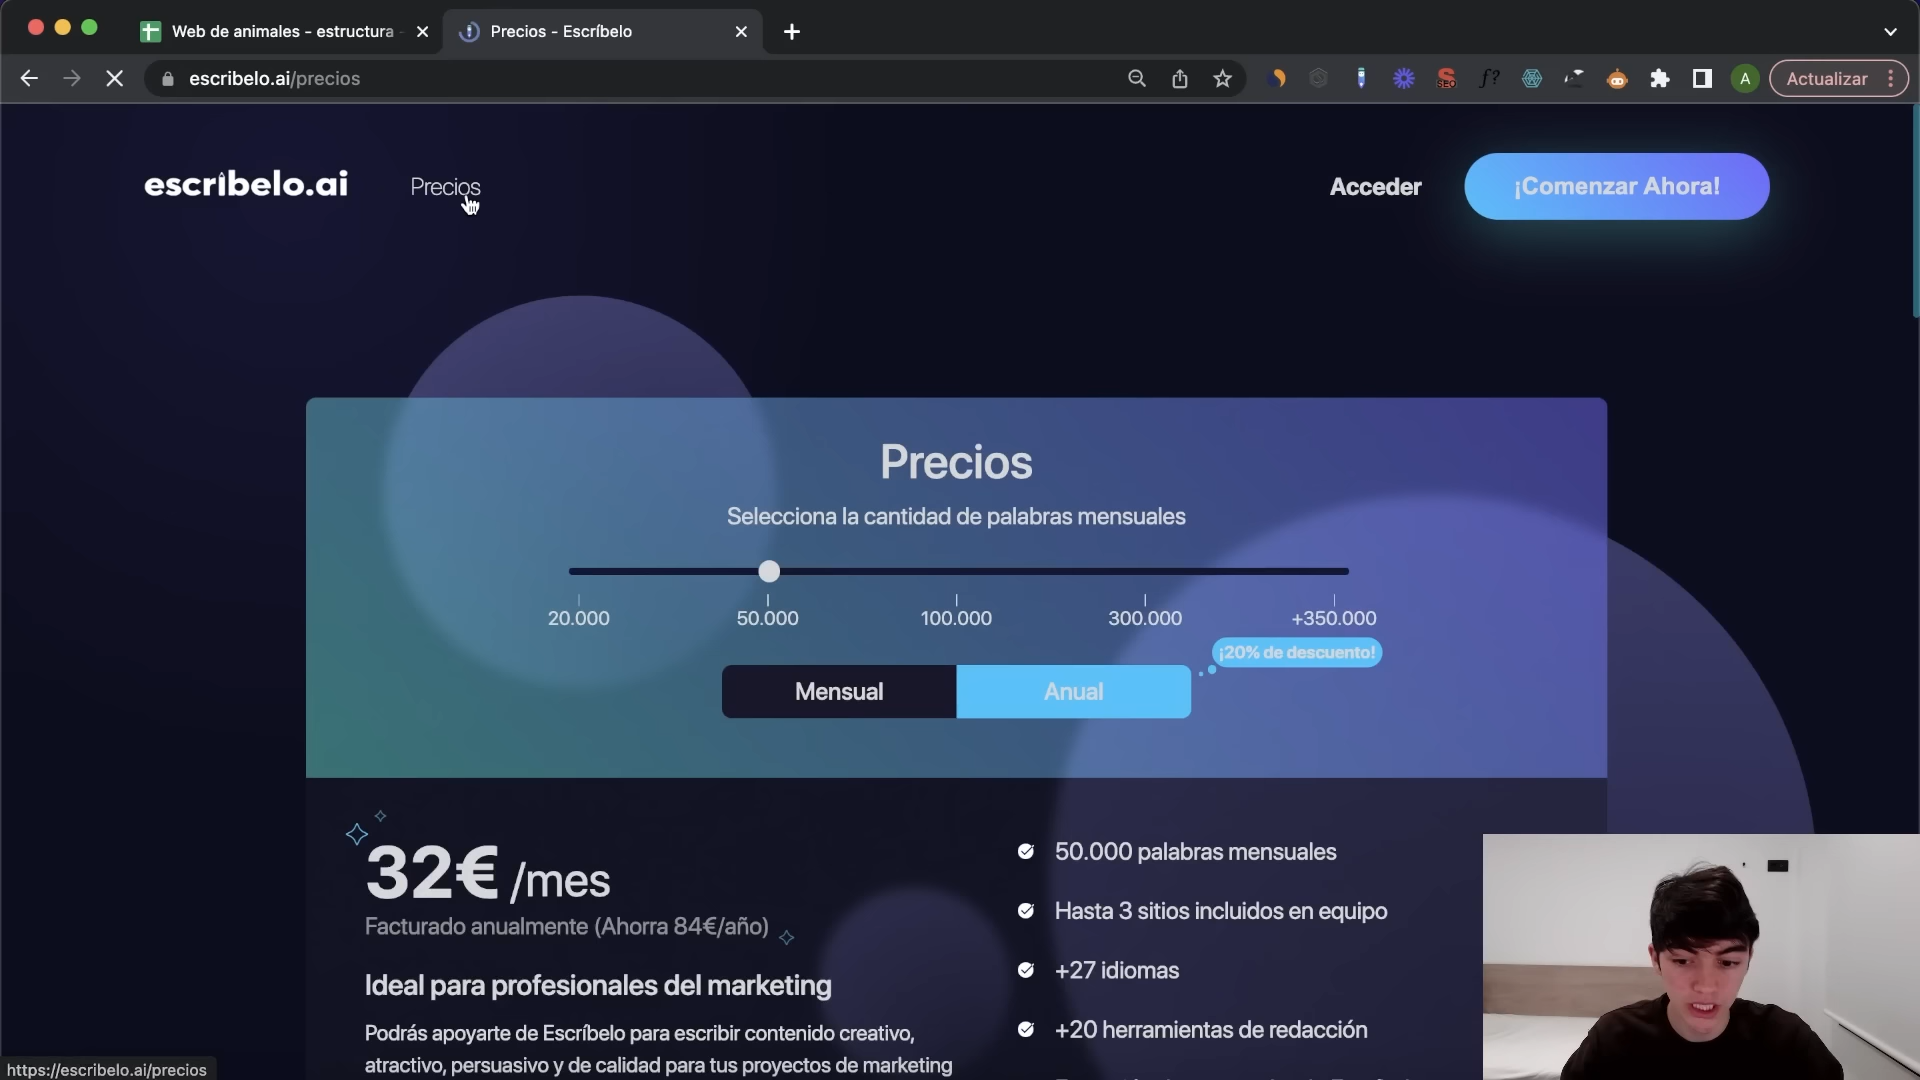 Web de animales - estructura -
Precios - Escríbelo
escribelo.ai/precios
SEO
f?
A
Actualizar
escribelo.ai
Precios
Acceder
¡Comenzar Ahora!
Precios
Selecciona la cantidad de palabras mensuales
20.000
50.000
100.000
300.000
+350.000
¡20% de descuento!
Mensual
Anual
32€ /mes
Facturado anualmente (Ahorra 84€/año)
Ideal para profesionales del marketing
Podrás apoyarte de Escríbelo para escribir contenido creativo,
atractivo, persuasivo y de calidad para tus proyectos de marketing
50.000 palabras mensuales
Hasta 3 sitios incluidos en equipo
+27 idiomas
+20 herramientas de redacción
https://escribelo.ai/precios